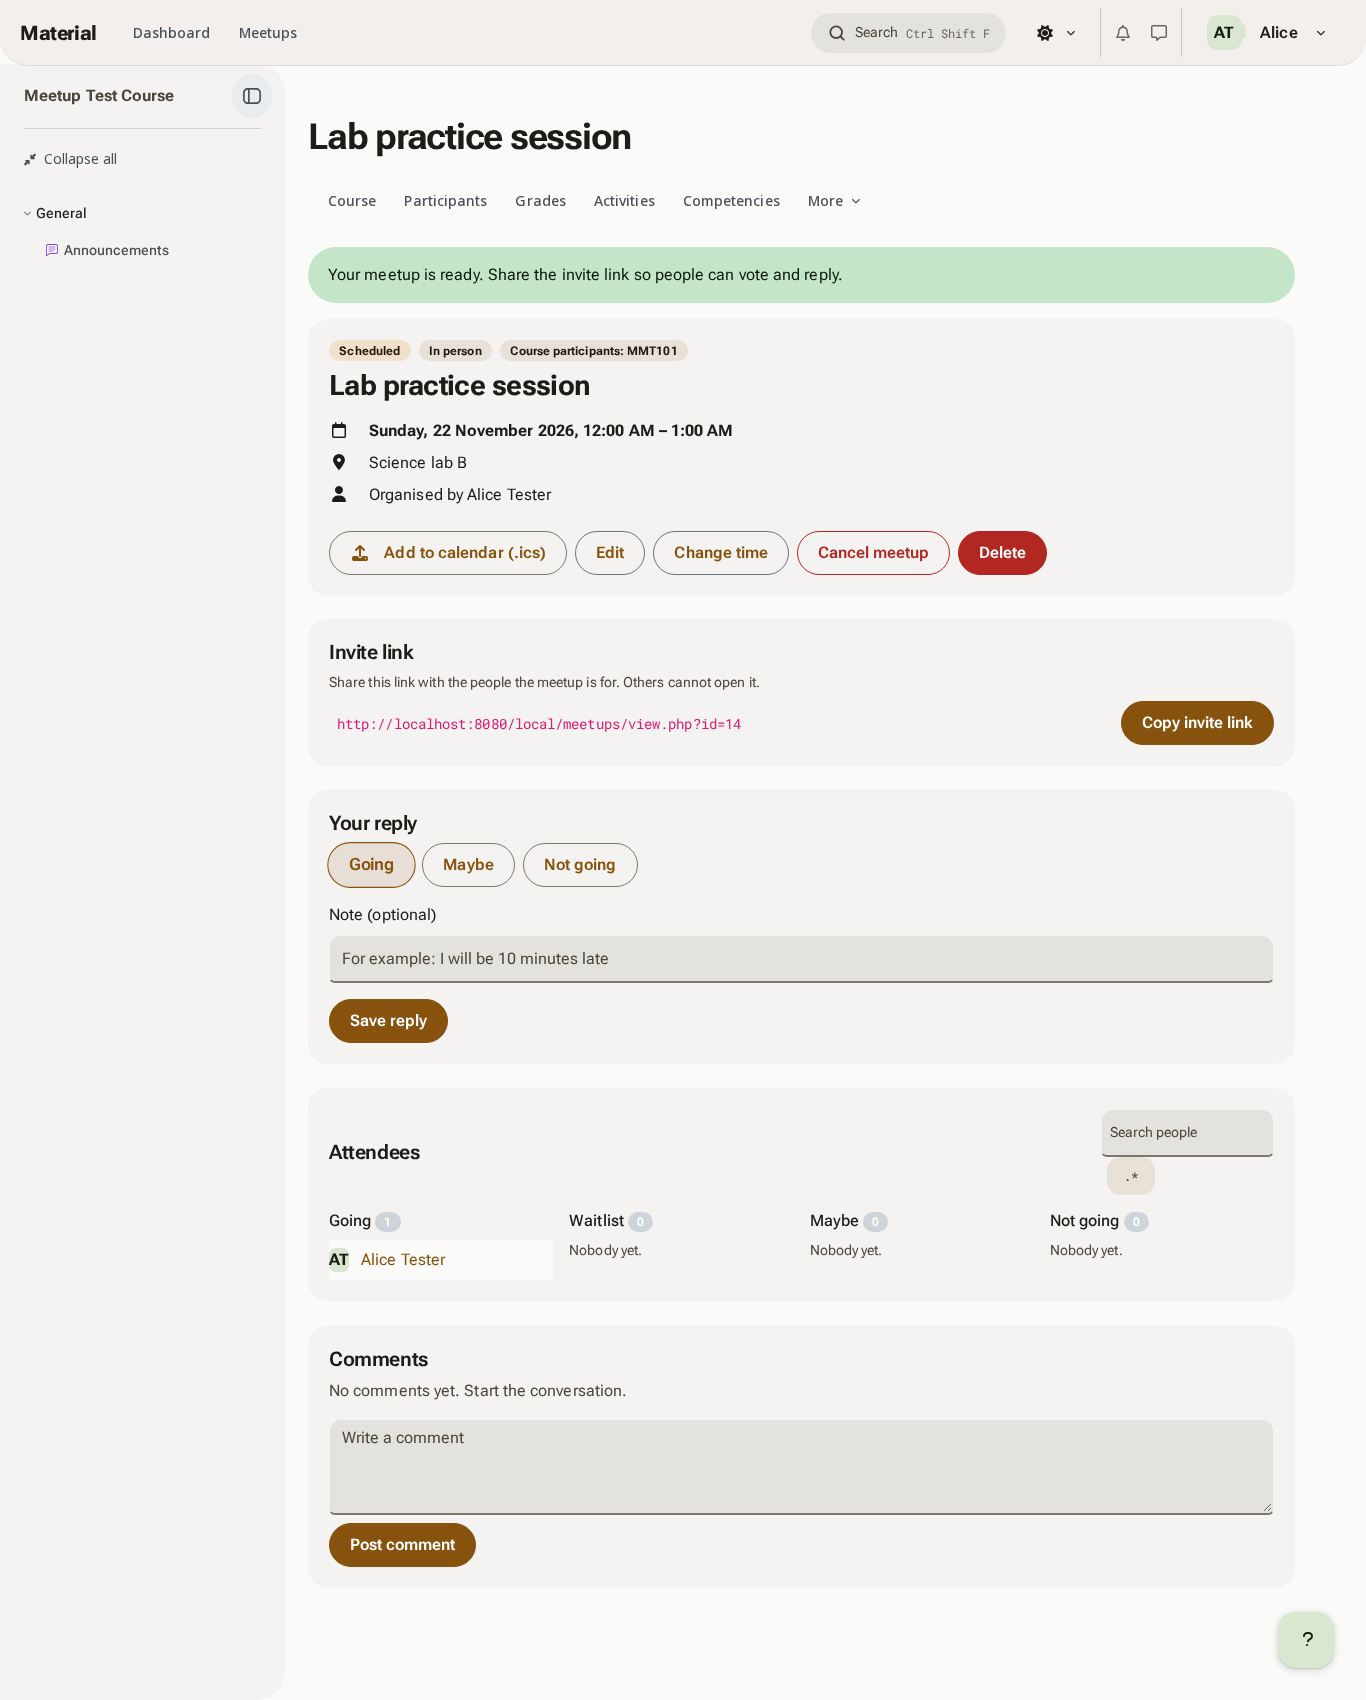 Material
Dashboard
Meetups
Search Ctrl Shift F
AT
Alice
Meetup Test Course
Collapse all
General
Announcements
Lab practice session
Course
Participants
Grades
Activities
Competencies
More
Your meetup is ready. Share the invite link so people can vote and reply.
Scheduled
In person
Course participants: MMT101
Lab practice session
Sunday, 22 November 2026, 12:00 AM – 1:00 AM
Science lab B
Organised by Alice Tester
Add to calendar (.ics)
Edit
Change time
Cancel meetup
Delete
Invite link
Share this link with the people the meetup is for. Others cannot open it.
http://localhost:8080/local/meetups/view.php?id=14
Copy invite link
Your reply
Going
Maybe
Not going
Note (optional)
For example: I will be 10 minutes late
Save reply
Attendees
Search people
.*
Going 1
AT Alice Tester
Waitlist 0
Nobody yet.
Maybe 0
Nobody yet.
Not going 0
Nobody yet.
Comments
No comments yet. Start the conversation.
Write a comment
Post comment
?